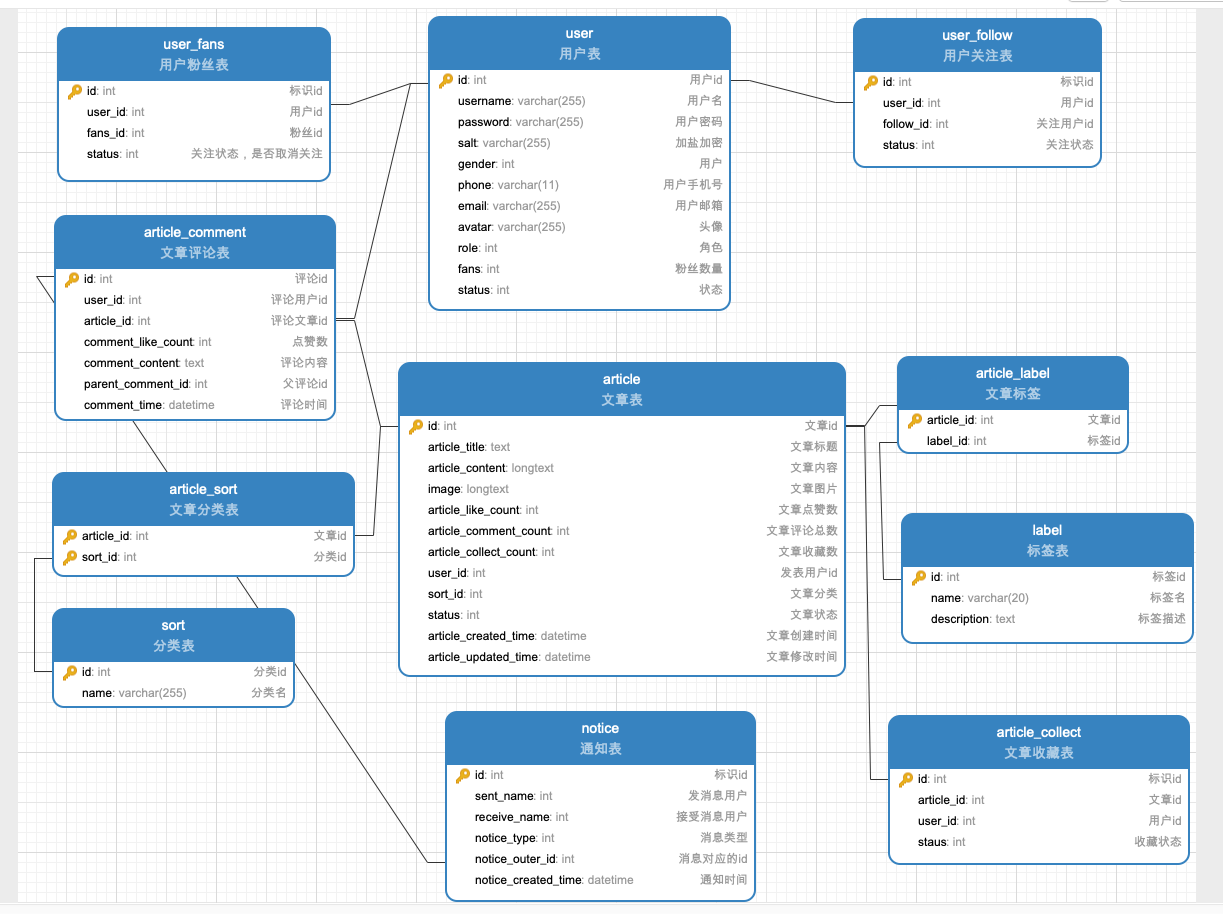 user_fans
用户粉丝表
id: int 标识id
user_id: int 用户id
fans_id: int 粉丝id
status: int 关注状态，是否取消关注
user
用户表
id: int 用户id
username: varchar(255) 用户名
password: varchar(255) 用户密码
salt: varchar(255) 加盐加密
gender: int 用户
phone: varchar(11) 用户手机号
email: varchar(255) 用户邮箱
avatar: varchar(255) 头像
role: int 角色
fans: int 粉丝数量
status: int 状态
user_follow
用户关注表
id: int 标识id
user_id: int 用户id
follow_id: int 关注用户id
status: int 关注状态
article_comment
文章评论表
id: int 评论id
user_id: int 评论用户id
article_id: int 评论文章id
comment_like_count: int 点赞数
comment_content: text 评论内容
parent_comment_id: int 父评论id
comment_time: datetime 评论时间
article
文章表
id: int 文章id
article_title: text 文章标题
article_content: longtext 文章内容
image: longtext 文章图片
article_like_count: int 文章点赞数
article_comment_count: int 文章评论总数
article_collect_count: int 文章收藏数
user_id: int 发表用户id
sort_id: int 文章分类
status: int 文章状态
article_created_time: datetime 文章创建时间
article_updated_time: datetime 文章修改时间
article_label
文章标签
article_id: int 文章id
label_id: int 标签id
article_sort
文章分类表
article_id: int 文章id
sort_id: int 分类id
label
标签表
id: int 标签id
name: varchar(20) 标签名
description: text 标签描述
sort
分类表
id: int 分类id
name: varchar(255) 分类名
notice
通知表
id: int 标识id
sent_name: int 发消息用户
receive_name: int 接受消息用户
notice_type: int 消息类型
notice_outer_id: int 消息对应的id
notice_created_time: datetime 通知时间
article_collect
文章收藏表
id: int 标识id
article_id: int 文章id
user_id: int 用户id
staus: int 收藏状态